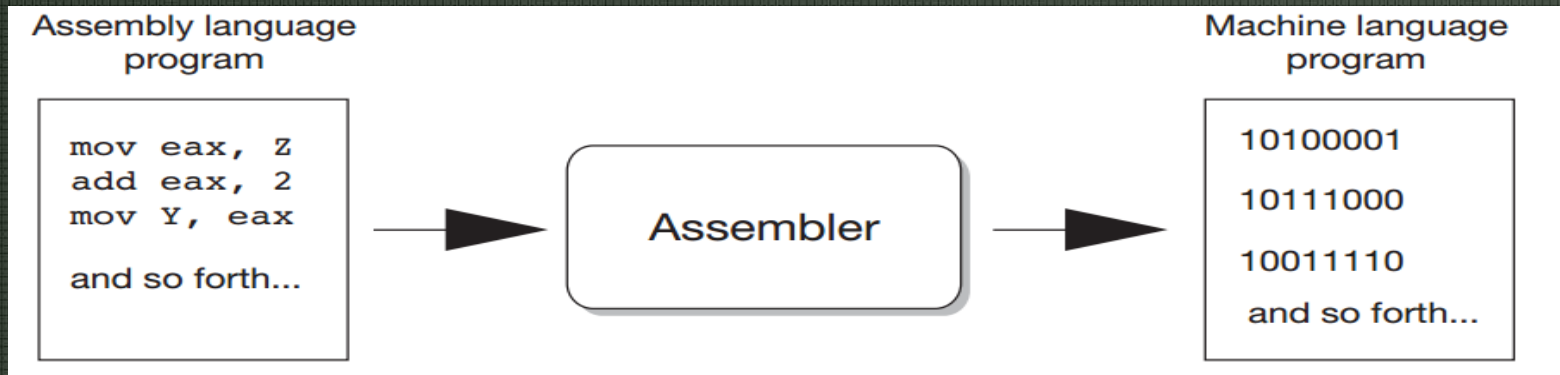 Assembly language
program
mov eax, Z
add eax, 2
mov Y, eax
and so forth...
Assembler
Machine language
program
10100001
10111000
10011110
and so forth...